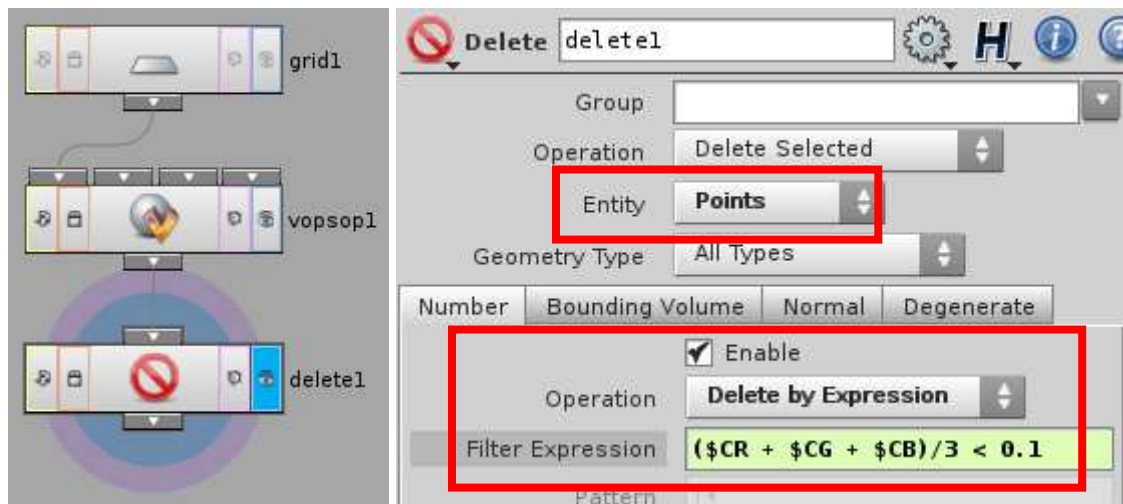 grid1
vopsop1
delete1
Delete delete1
Group
Operation Delete Selected
Entity Points
Geometry Type All Types
Number Bounding Volume Normal Degenerate
Enable
Operation Delete by Expression
Filter Expression ($CR + $CG + $CB)/3 < 0.1
Pattern